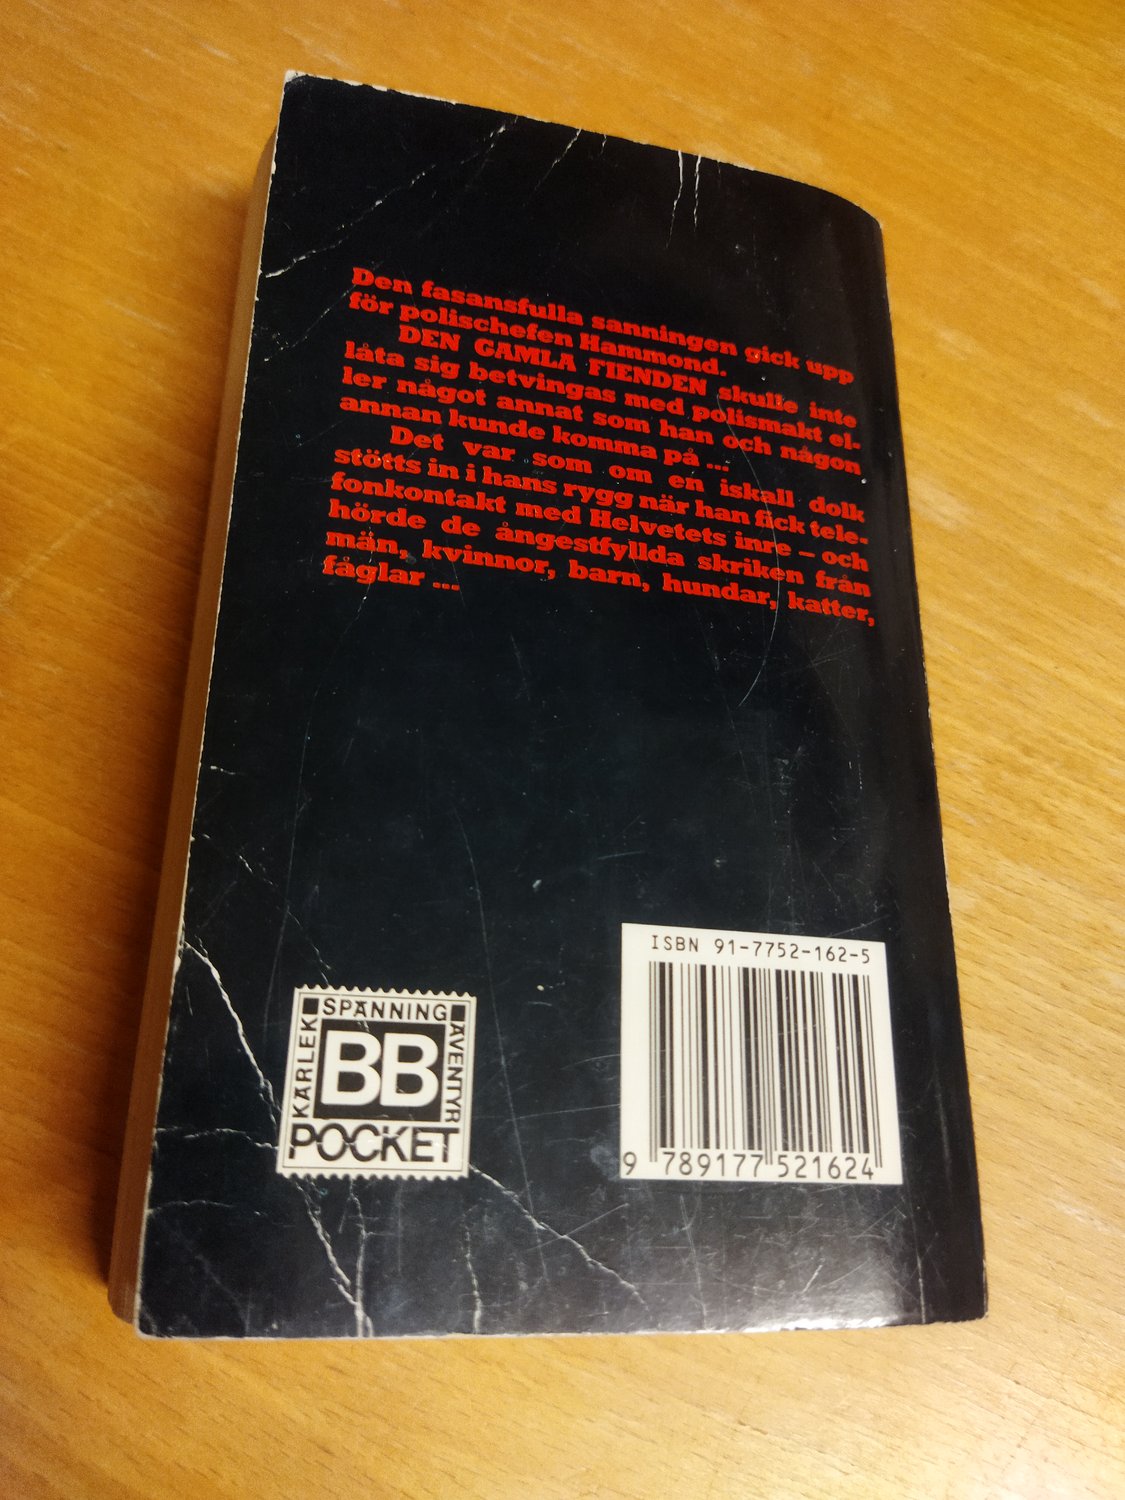 Den fasansfulla sanningen gick upp
för polischefen Hammond.
DEN GAMLA FIENDEN skulle inte
låta sig betvingas med polismakt el-
ler något annat som han och någon
annan kunde komma på ...
Det var som om en iskall dolk
stötts in i hans rygg när han fick tele-
fonkontakt med Helvetets inre – och
hörde de ångestfyllda skriken från
män, kvinnor, barn, hundar, katter,
fåglar ...
ISBN 91-7752-162-5
9 789177 521624
KÄRLEK
SPÄNNING
ÄVENTYR
BB
POCKET